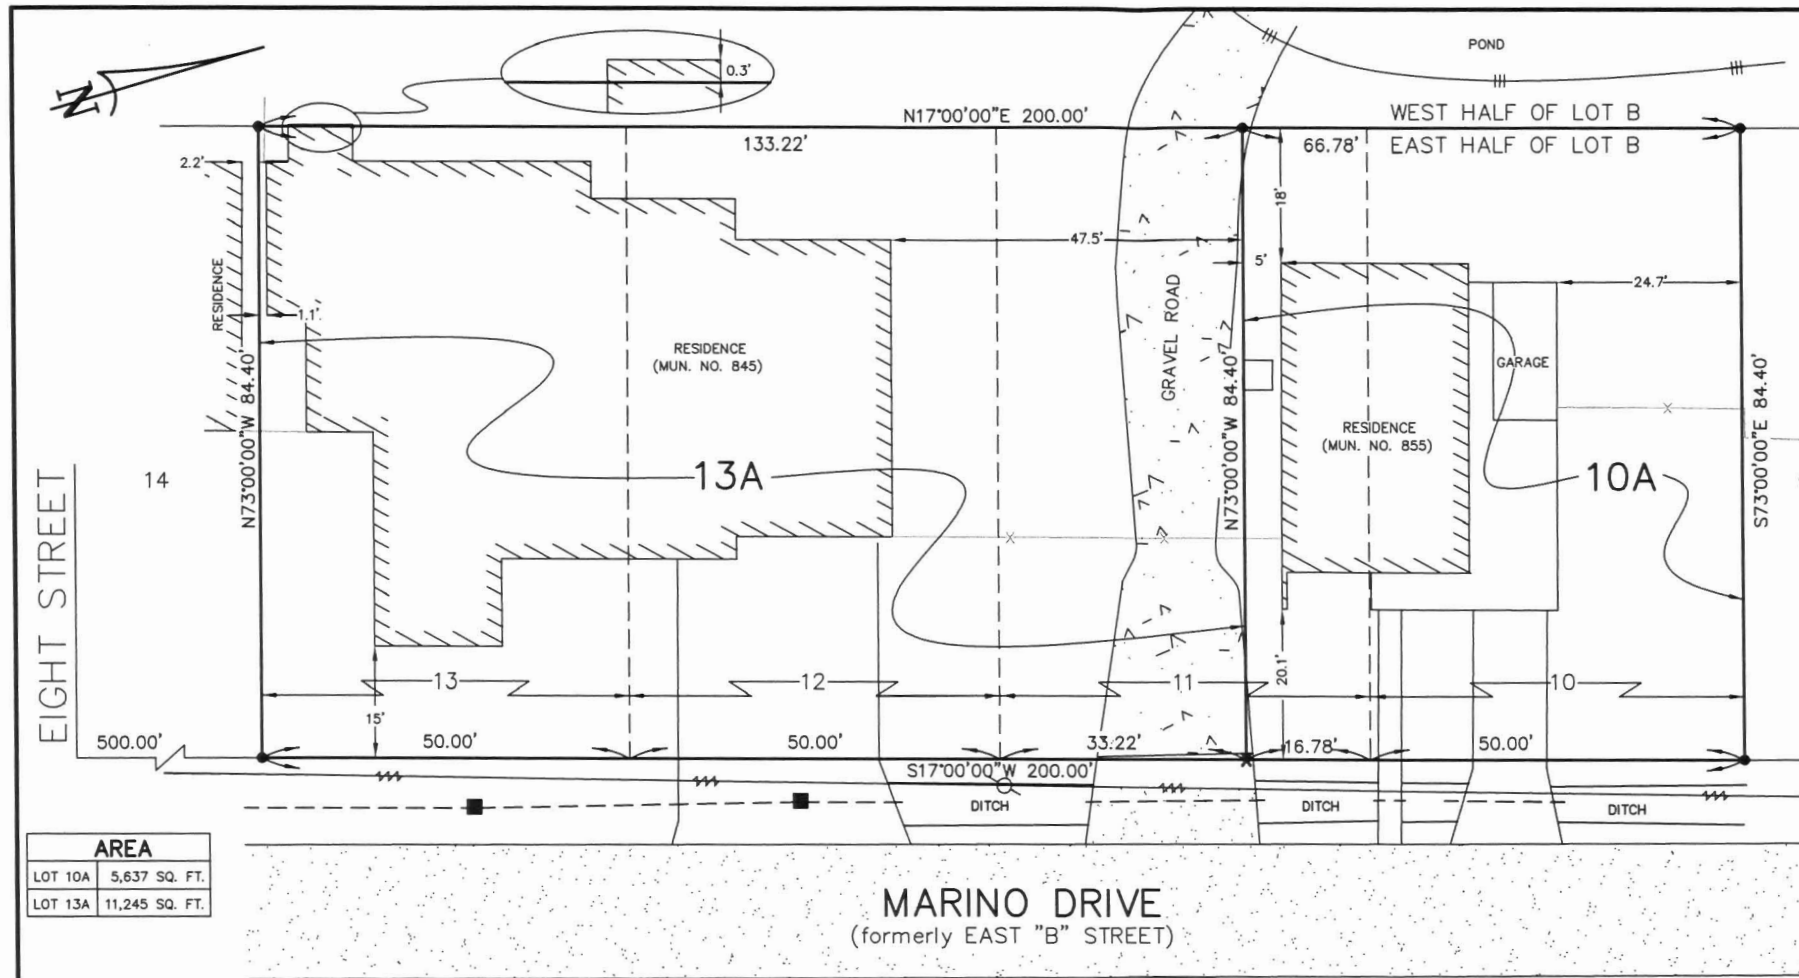 N
0.3'
POND
N17°00'00"E 200.00'
WEST HALF OF LOT B
133.22'
66.78'
EAST HALF OF LOT B
2.2'
18'
47.5'
5'
24.7'
RESIDENCE
1.1'
GRAVEL ROAD
RESIDENCE
(MUN. NO. 845)
GARAGE
N73°00'00"W 84.40'
N73°00'00"W 84.40'
S73°00'00"E 84.40'
RESIDENCE
(MUN. NO. 855)
EIGHT STREET
14
13A
10A
20.1'
13
12
11
10
15'
500.00'
50.00'
50.00'
33.22'
16.78'
50.00'
S17°00'00"W 200.00'
DITCH
DITCH
DITCH
AREA
LOT 10A 5,637 SQ. FT.
LOT 13A 11,245 SQ. FT.
MARINO DRIVE
(formerly EAST "B" STREET)